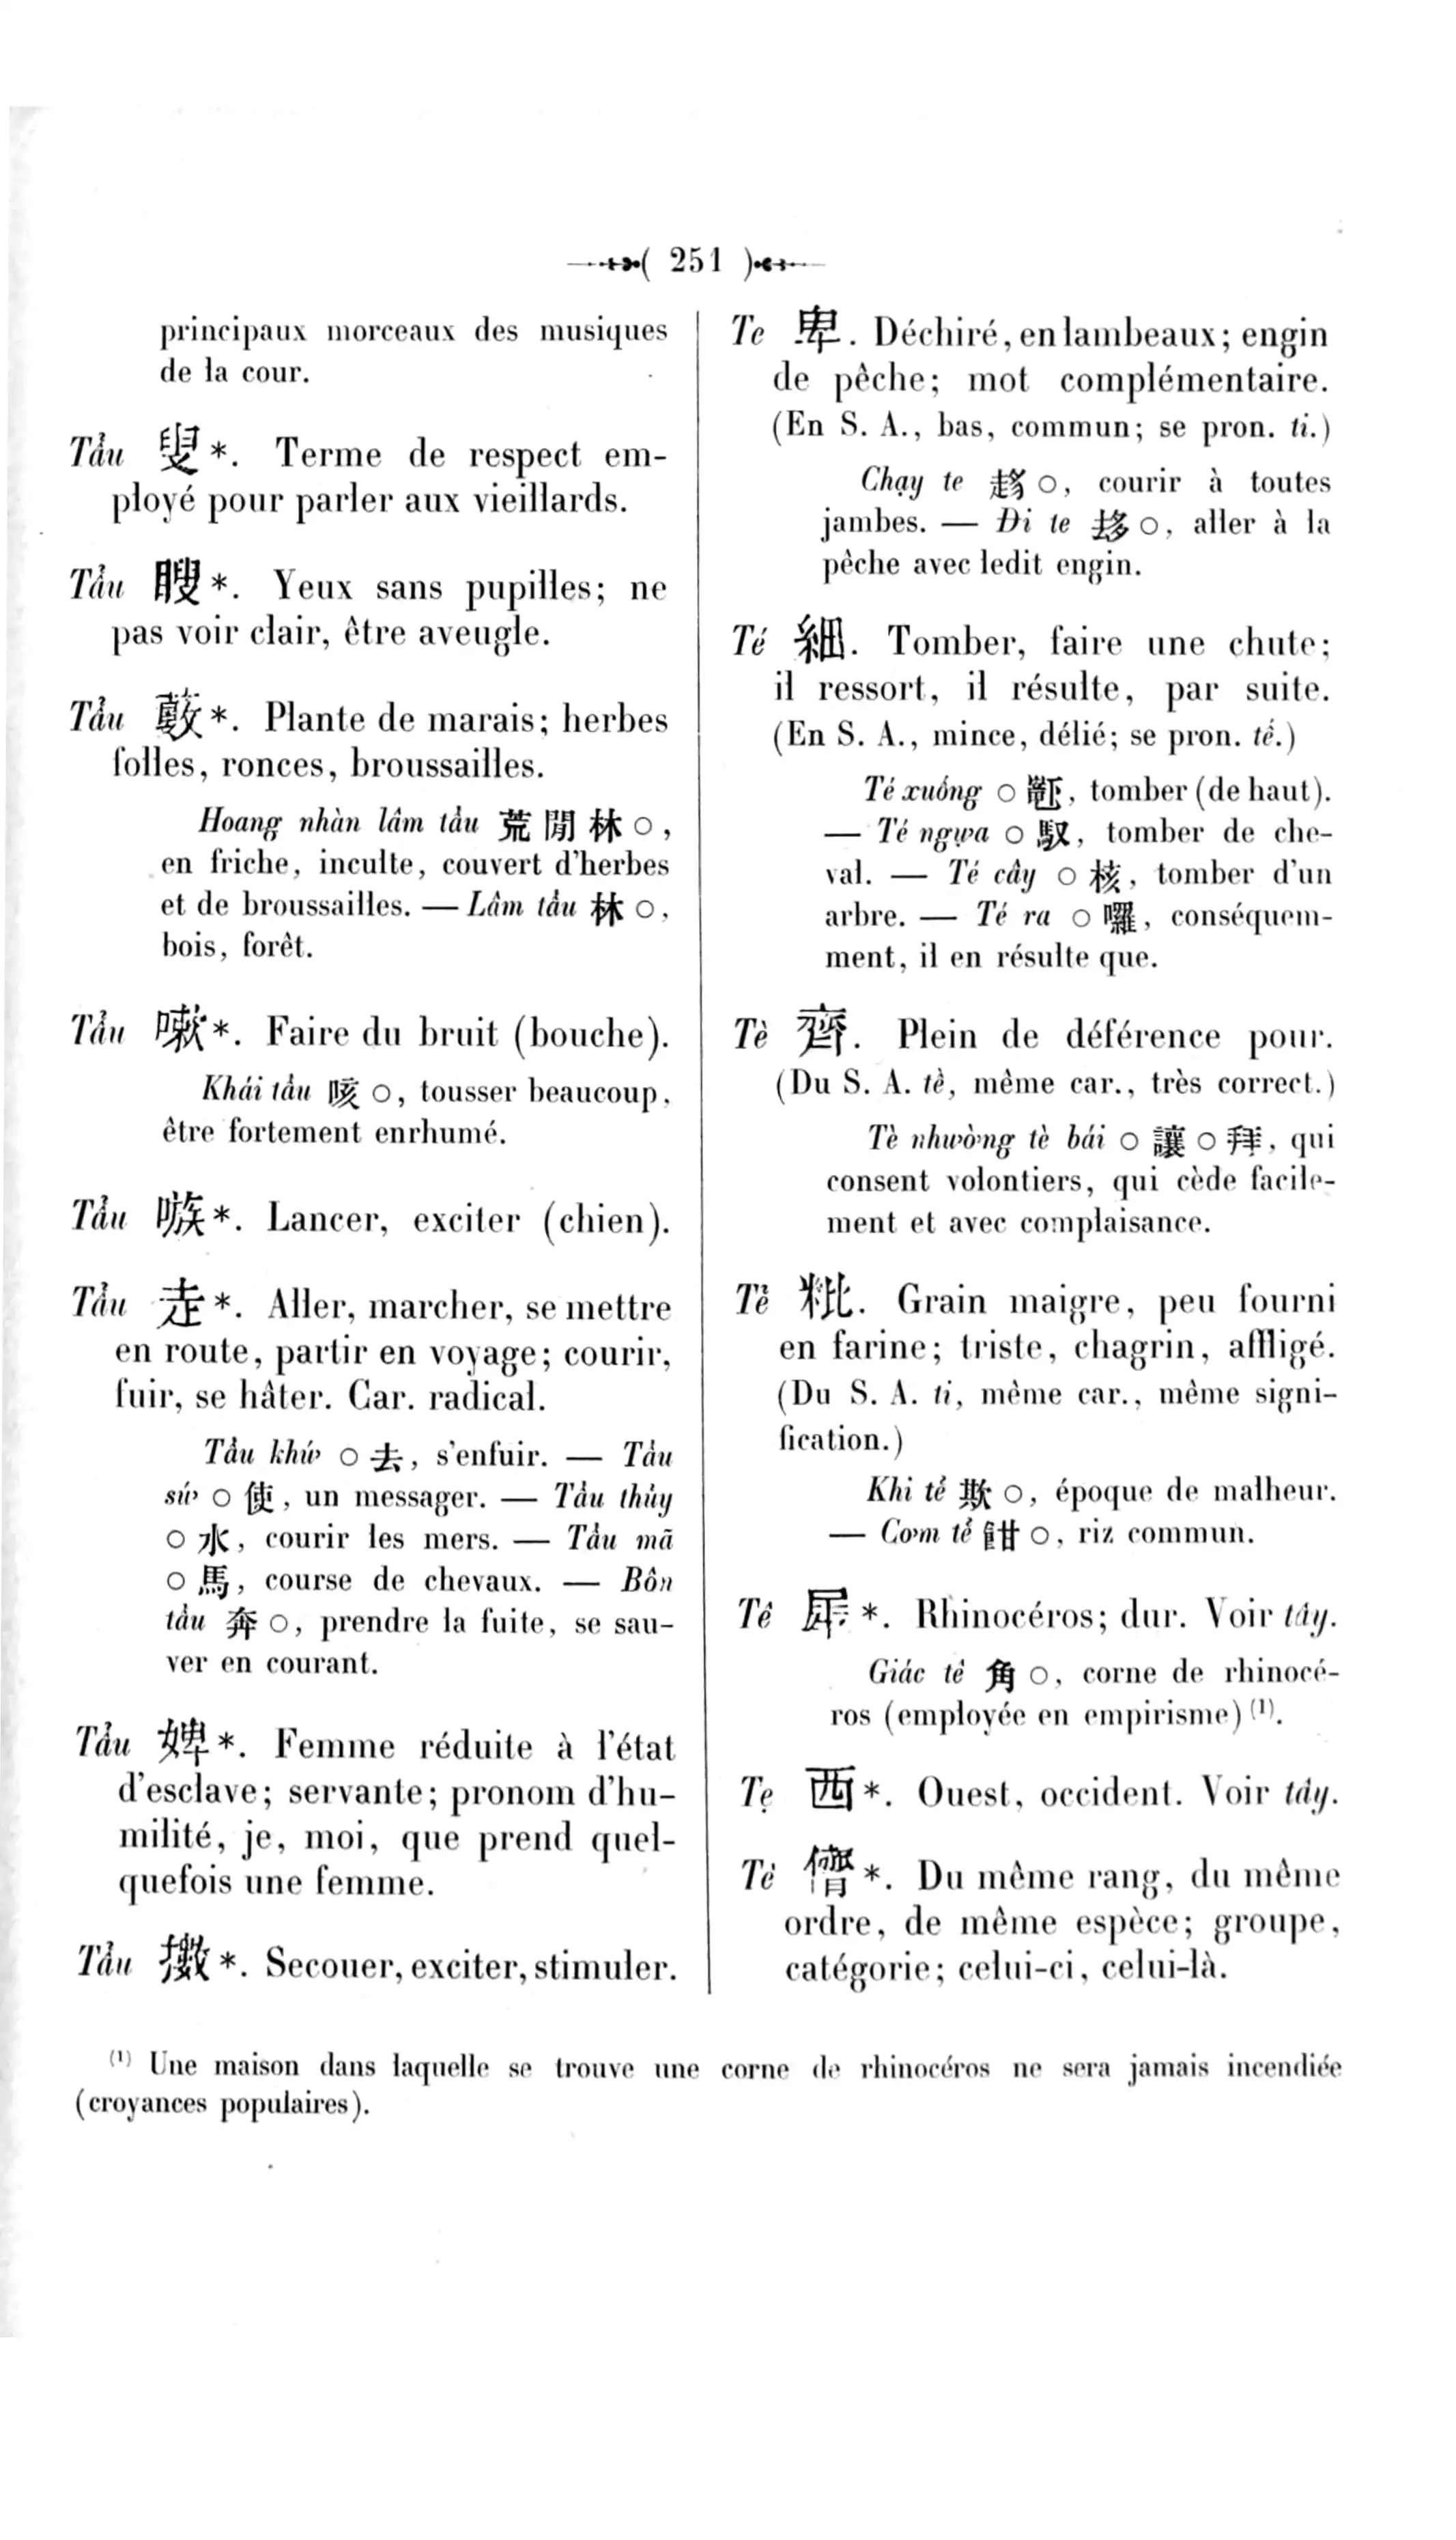 ( 251 )
principaux morceaux des musiques
de la cour.
Tẩu 叟*. Terme de respect em-
ployé pour parler aux vieillards.
Tẩu 瞍*. Yeux sans pupilles; ne
pas voir clair, être aveugle.
Tẩu 藪*. Plante de marais; herbes
folles, ronces, broussailles.
Hoang nhàn lâm tẩu 荒閒林○,
en friche, inculte, couvert d'herbes
et de broussailles. — Lâm tẩu 林○,
bois, forêt.
Tẩu 嗽*. Faire du bruit (bouche).
Khái tẩu 咳○, tousser beaucoup,
être fortement enrhumé.
Tẩu 嗾*. Lancer, exciter (chien).
Tẩu 走*. Aller, marcher, se mettre
en route, partir en voyage; courir,
fuir, se hâter. Car. radical.
Tẩu khứ ○去, s'enfuir. — Tẩu
sứ ○使, un messager. — Tẩu thủy
○水, courir les mers. — Tẩu mã
○馬, course de chevaux. — Bôn
tẩu 奔○, prendre la fuite, se sau-
ver en courant.
Tẩu 婢*. Femme réduite à l'état
d'esclave; servante; pronom d'hu-
milité, je, moi, que prend quel-
quefois une femme.
Tẩu 擻*. Secouer, exciter, stimuler.
Te 卑. Déchiré, en lambeaux; engin
de pêche; mot complémentaire.
(En S. A., bas, commun; se pron. ti.)
Chạy te ○, courir à toutes
jambes. — Đi te ○, aller à la
pêche avec ledit engin.
Té 細. Tomber, faire une chute;
il ressort, il résulte, par suite.
(En S. A., mince, délié; se pron. tế.)
Té xuống ○, tomber (de haut).
— Té ngựa ○馭, tomber de che-
val. — Té cây ○核, tomber d'un
arbre. — Té ra ○囉, conséquem-
ment, il en résulte que.
Tè 齊. Plein de déférence pour.
(Du S. A. tề, même car., très correct.)
Tè nhường tè bái ○讓○拜, qui
consent volontiers, qui cède facile-
ment et avec complaisance.
Tẻ 粃. Grain maigre, peu fourni
en farine; triste, chagrin, affligé.
(Du S. A. ti, même car., même signi-
fication.)
Khi tẻ 欺○, époque de malheur.
— Cơm tẻ ○, riz commun.
Tê 犀*. Rhinocéros; dur. Voir tây.
Giác tê 角○, corne de rhinocé-
ros (employée en empirisme) (1).
Tẹ 西*. Ouest, occident. Voir tây.
Tề 儕*. Du même rang, du même
ordre, de même espèce; groupe,
catégorie; celui-ci, celui-là.
(1) Une maison dans laquelle se trouve une corne de rhinocéros ne sera jamais incendiée
(croyances populaires).